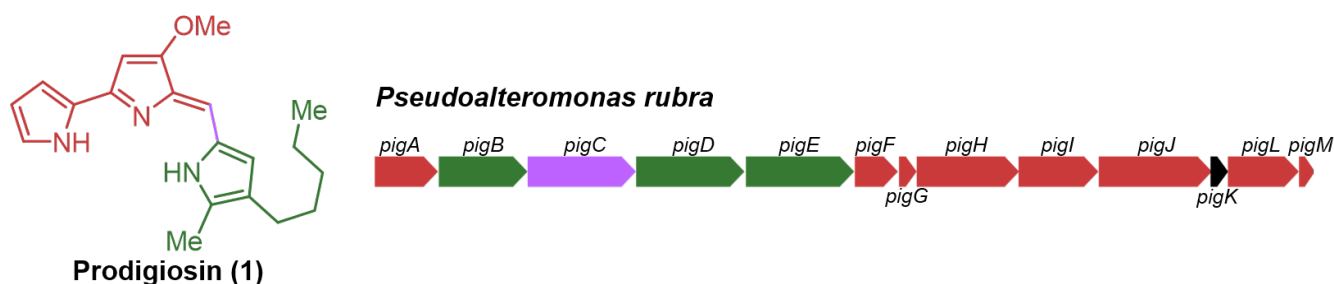 OMe
N
NH
Me
HN
Me
Prodigiosin (1)
Pseudoalteromonas rubra
pigA pigB pigC pigD pigE pigF pigH pigI pigJ pigL pigM
pigG pigK